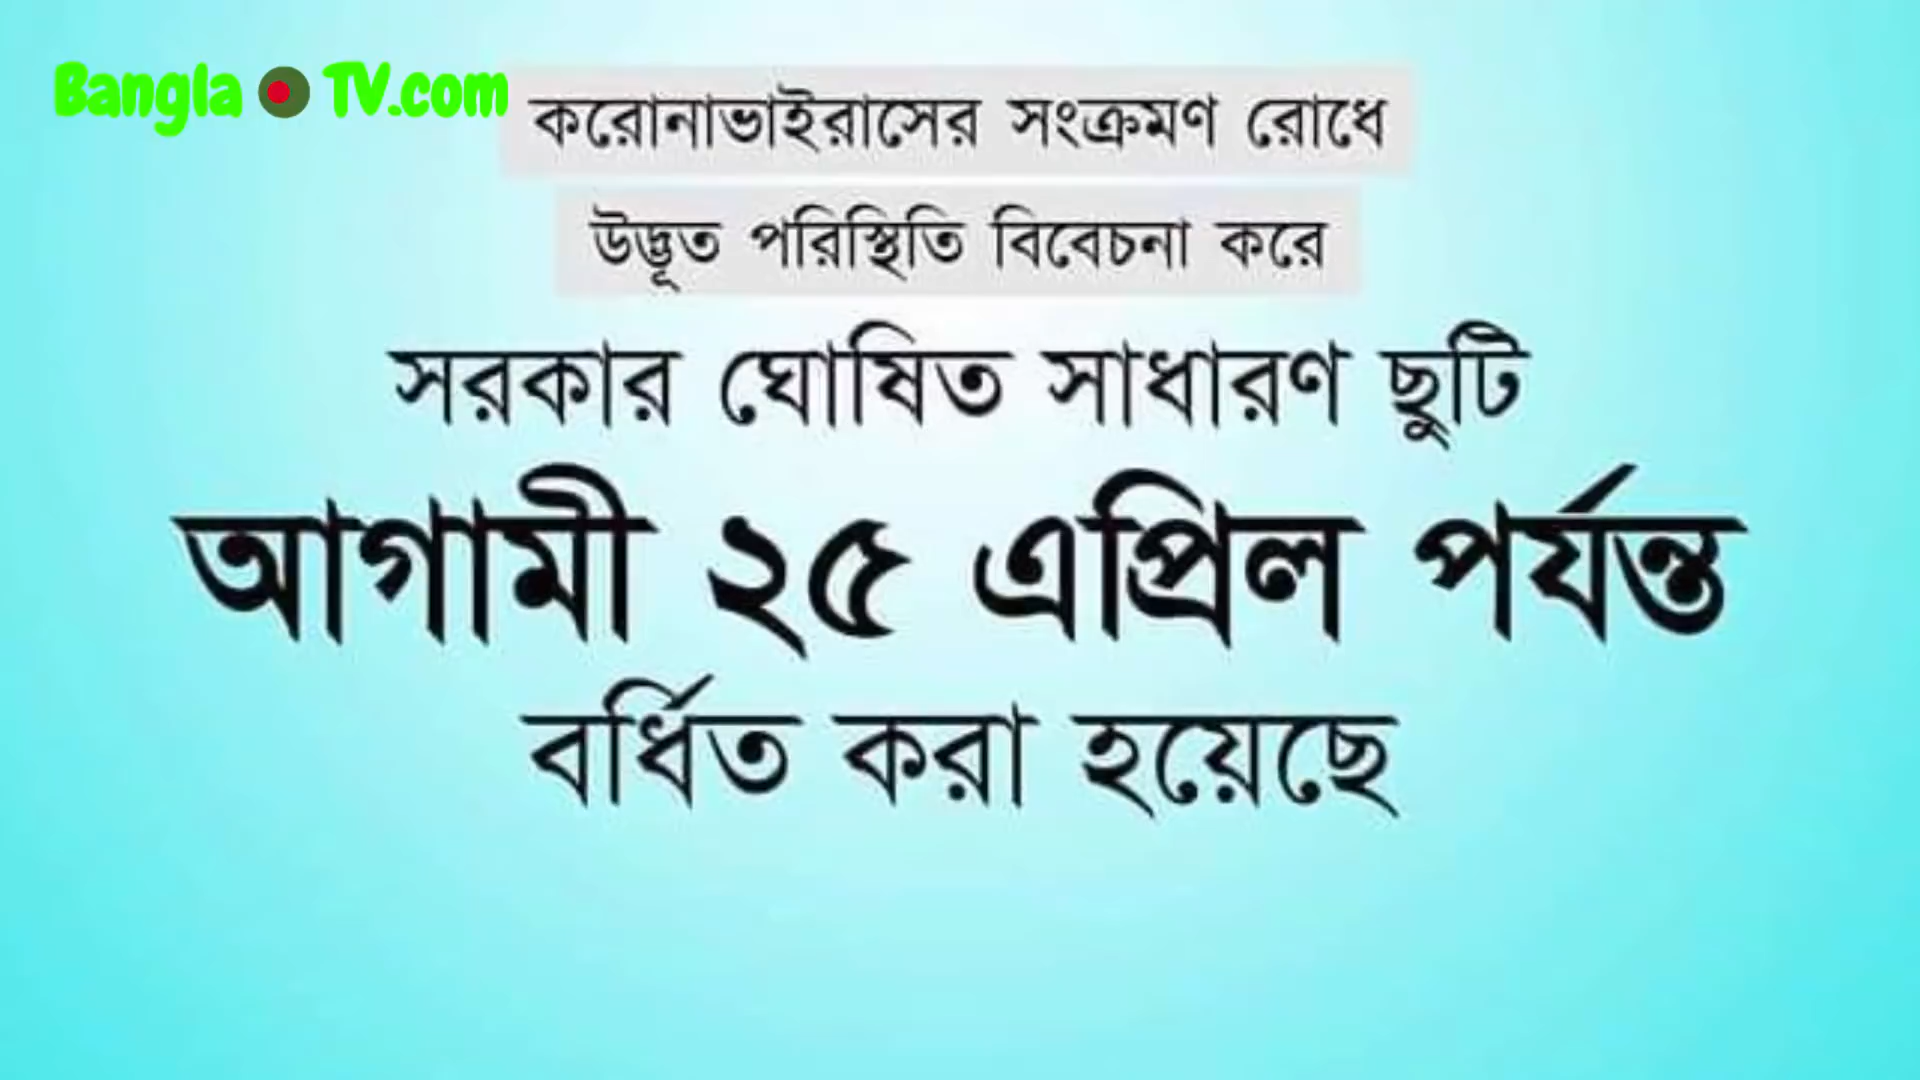 Bangla TV.com
করোনাভাইরাসের সংক্রমণ রোধে
উদ্ভূত পরিস্থিতি বিবেচনা করে
সরকার ঘোষিত সাধারণ ছুটি
আগামী ২৫ এপ্রিল পর্যন্ত
বর্ধিত করা হয়েছে